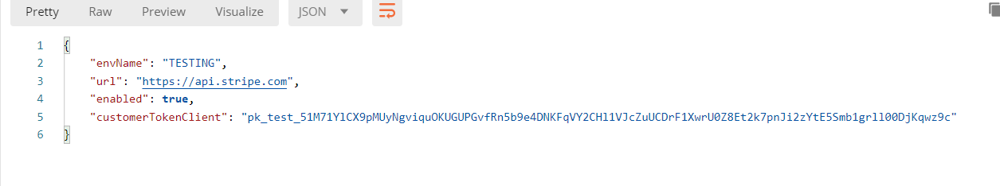 Pretty Raw Preview Visualize JSON
1 {
2 "envName": "TESTING",
3 "url": "https://api.stripe.com",
4 "enabled": true,
5 "customerTokenClient": "pk_test_51M71YlCX9pMUyNgviquOKUGUPGvfRn5b9e4DNKFqVY2CHl1VJcZuUCDrF1XwrU0Z8Et2k7pnJi2zYtE5Smb1grll00DjKqwz9c"
6 }